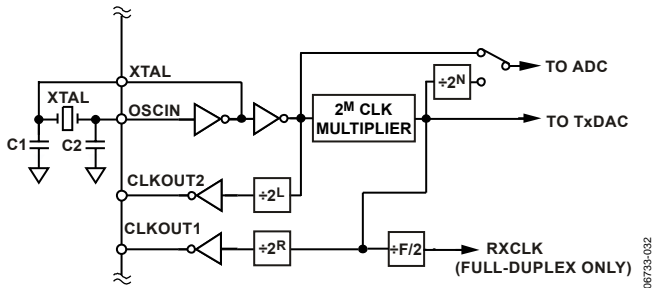 XTAL
TO ADC
÷2ᴺ
XTAL
OSCIN
2ᴹ CLK
MULTIPLIER
TO TxDAC
C1
C2
CLKOUT2
÷2ᴸ
CLKOUT1
÷2ᴿ
÷F/2
RXCLK
(FULL-DUPLEX ONLY)
06733-032